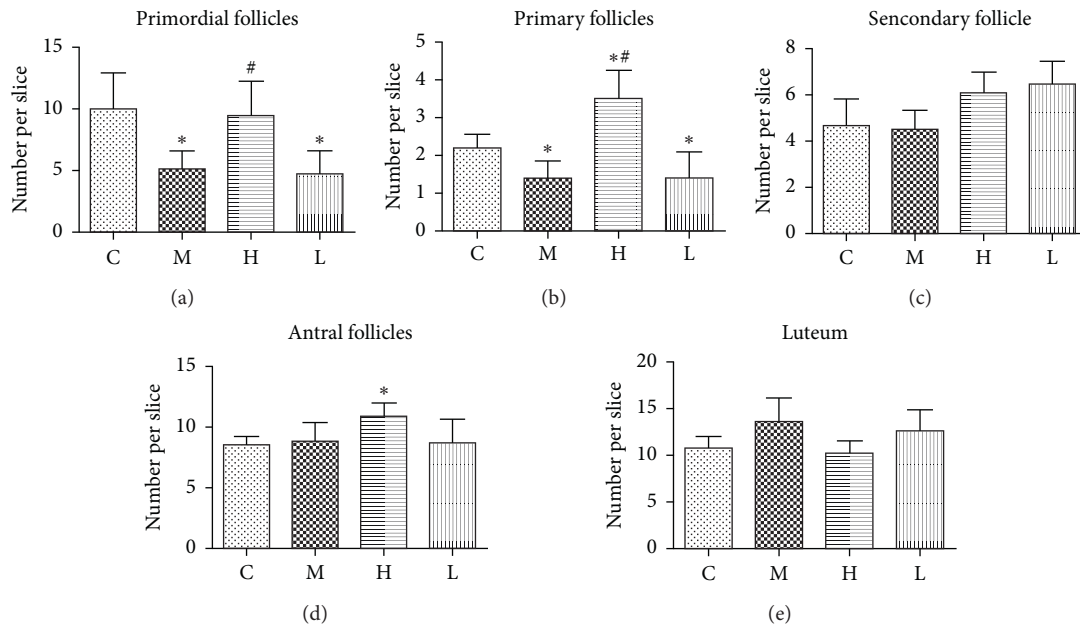 Primordial follicles
Number per slice
15
10
5
0
#
*
*
C M H L
(a)
Primary follicles
Number per slice
5
4
3
2
1
0
*#
*
*
C M H L
(b)
Sencondary follicle
Number per slice
8
6
4
2
0
C M H L
(c)
Antral follicles
Number per slice
15
10
5
0
*
C M H L
(d)
Luteum
Number per slice
20
15
10
5
0
C M H L
(e)